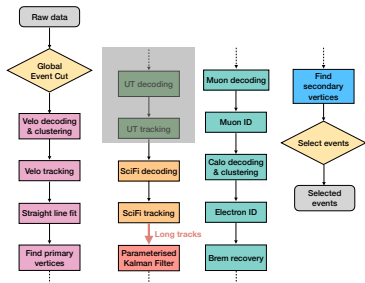 Raw data
Global
Event Cut
Velo decoding
& clustering
Velo tracking
Straight line fit
Find primary
vertices
UT decoding
UT tracking
SciFi decoding
SciFi tracking
Long tracks
Parameterised
Kalman Filter
Muon decoding
Muon ID
Calo decoding
& clustering
Electron ID
Brem recovery
Find
secondary
vertices
Select events
Selected
events